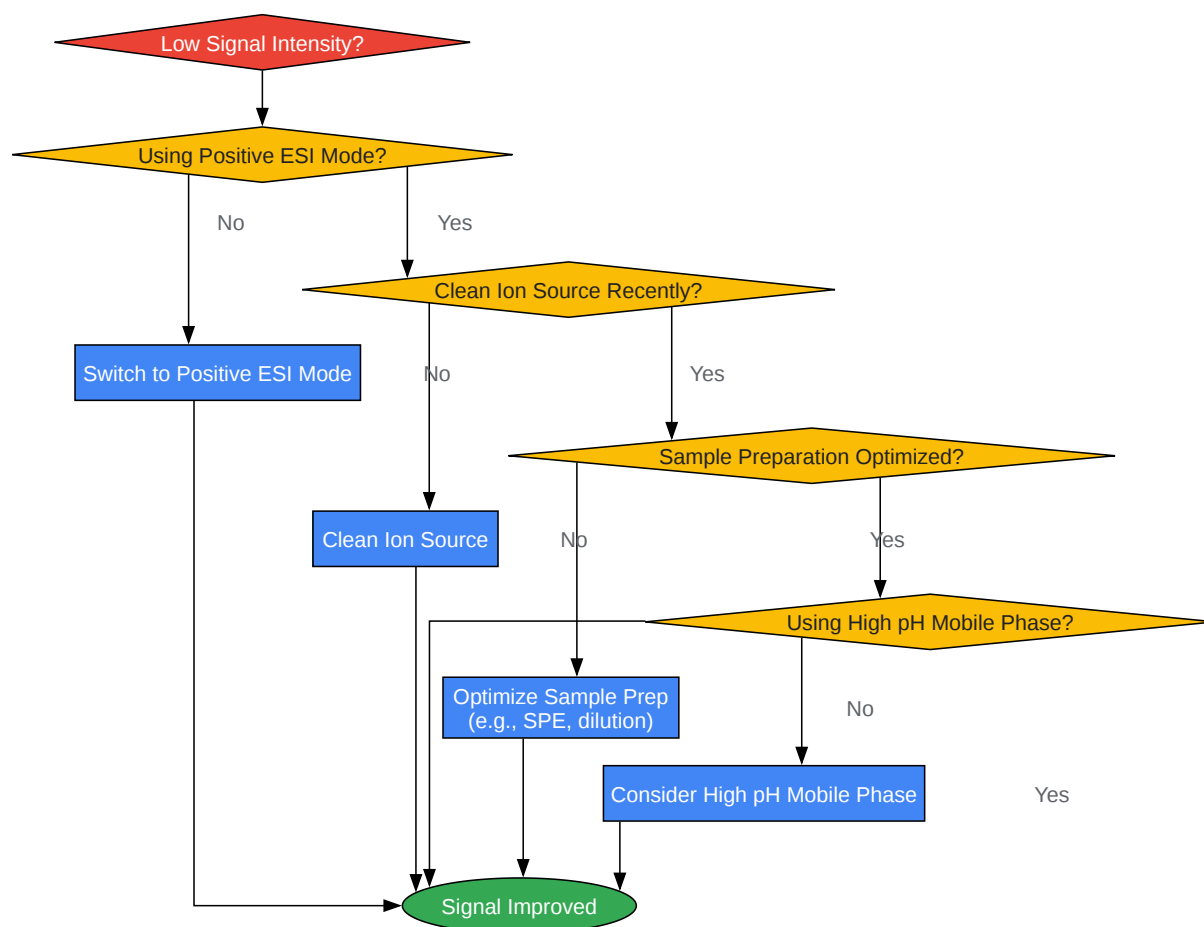 Low Signal Intensity?
Using Positive ESI Mode?
No
Yes
Clean Ion Source Recently?
Switch to Positive ESI Mode
No
Yes
Sample Preparation Optimized?
Clean Ion Source
No
Yes
Using High pH Mobile Phase?
Optimize Sample Prep
(e.g., SPE, dilution)
No
Consider High pH Mobile Phase
Yes
Signal Improved